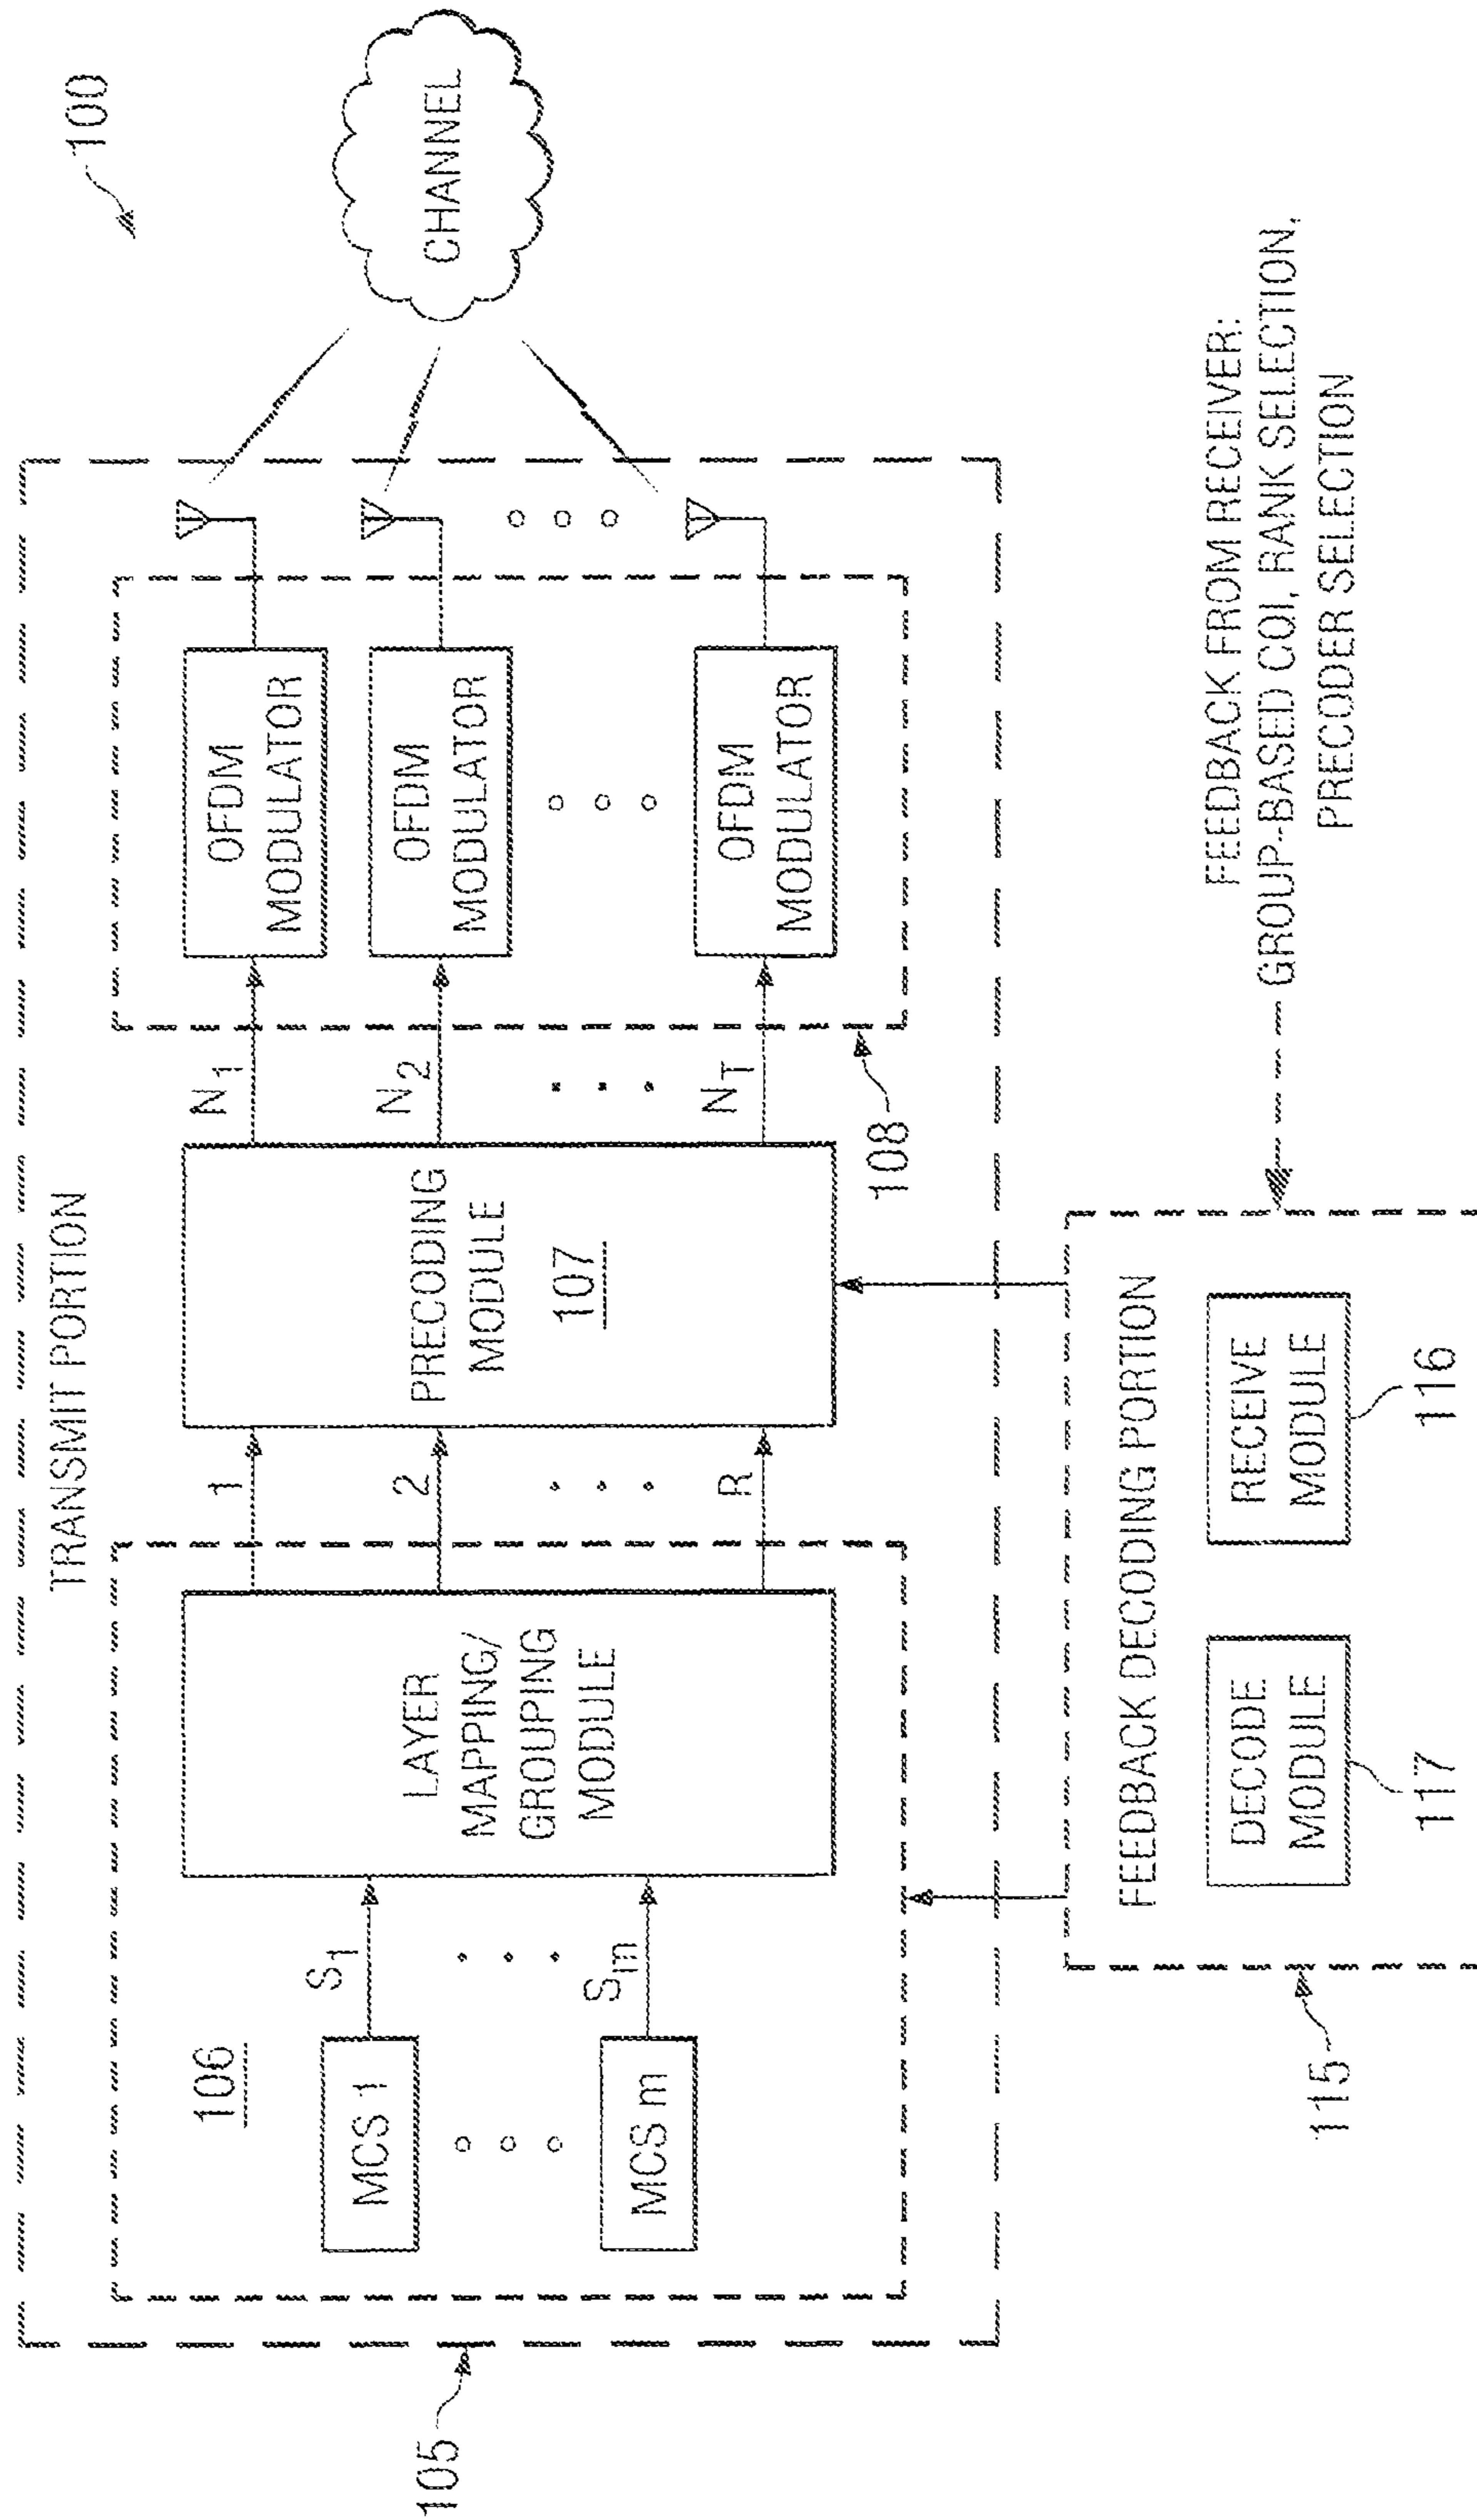 100
TRANSMIT PORTION
106
MCS 1
MCS m
S1
Sm
LAYER
MAPPING/
GROUPING
MODULE
1
2
R
PRECODING
MODULE
107
N1
N2
NT
OFDM
MODULATOR
OFDM
MODULATOR
OFDM
MODULATOR
CHANNEL
105
108
FEEDBACK DECODING PORTION
DECODE
MODULE
RECEIVE
MODULE
117
116
115
FEEDBACK FROM RECEIVER:
GROUP-BASED CQI, RANK SELECTION,
PRECODER SELECTION